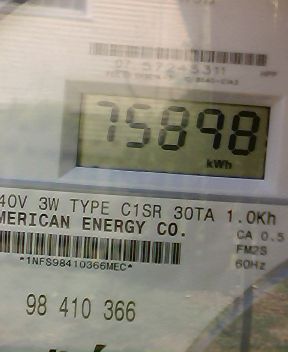 75898
kWh
40V 3W TYPE C1SR 30TA 1.0Kh
MERICAN ENERGY CO.
CA 0.5
FM2S
60Hz
*1NFS98410366MEC*
98 410 366